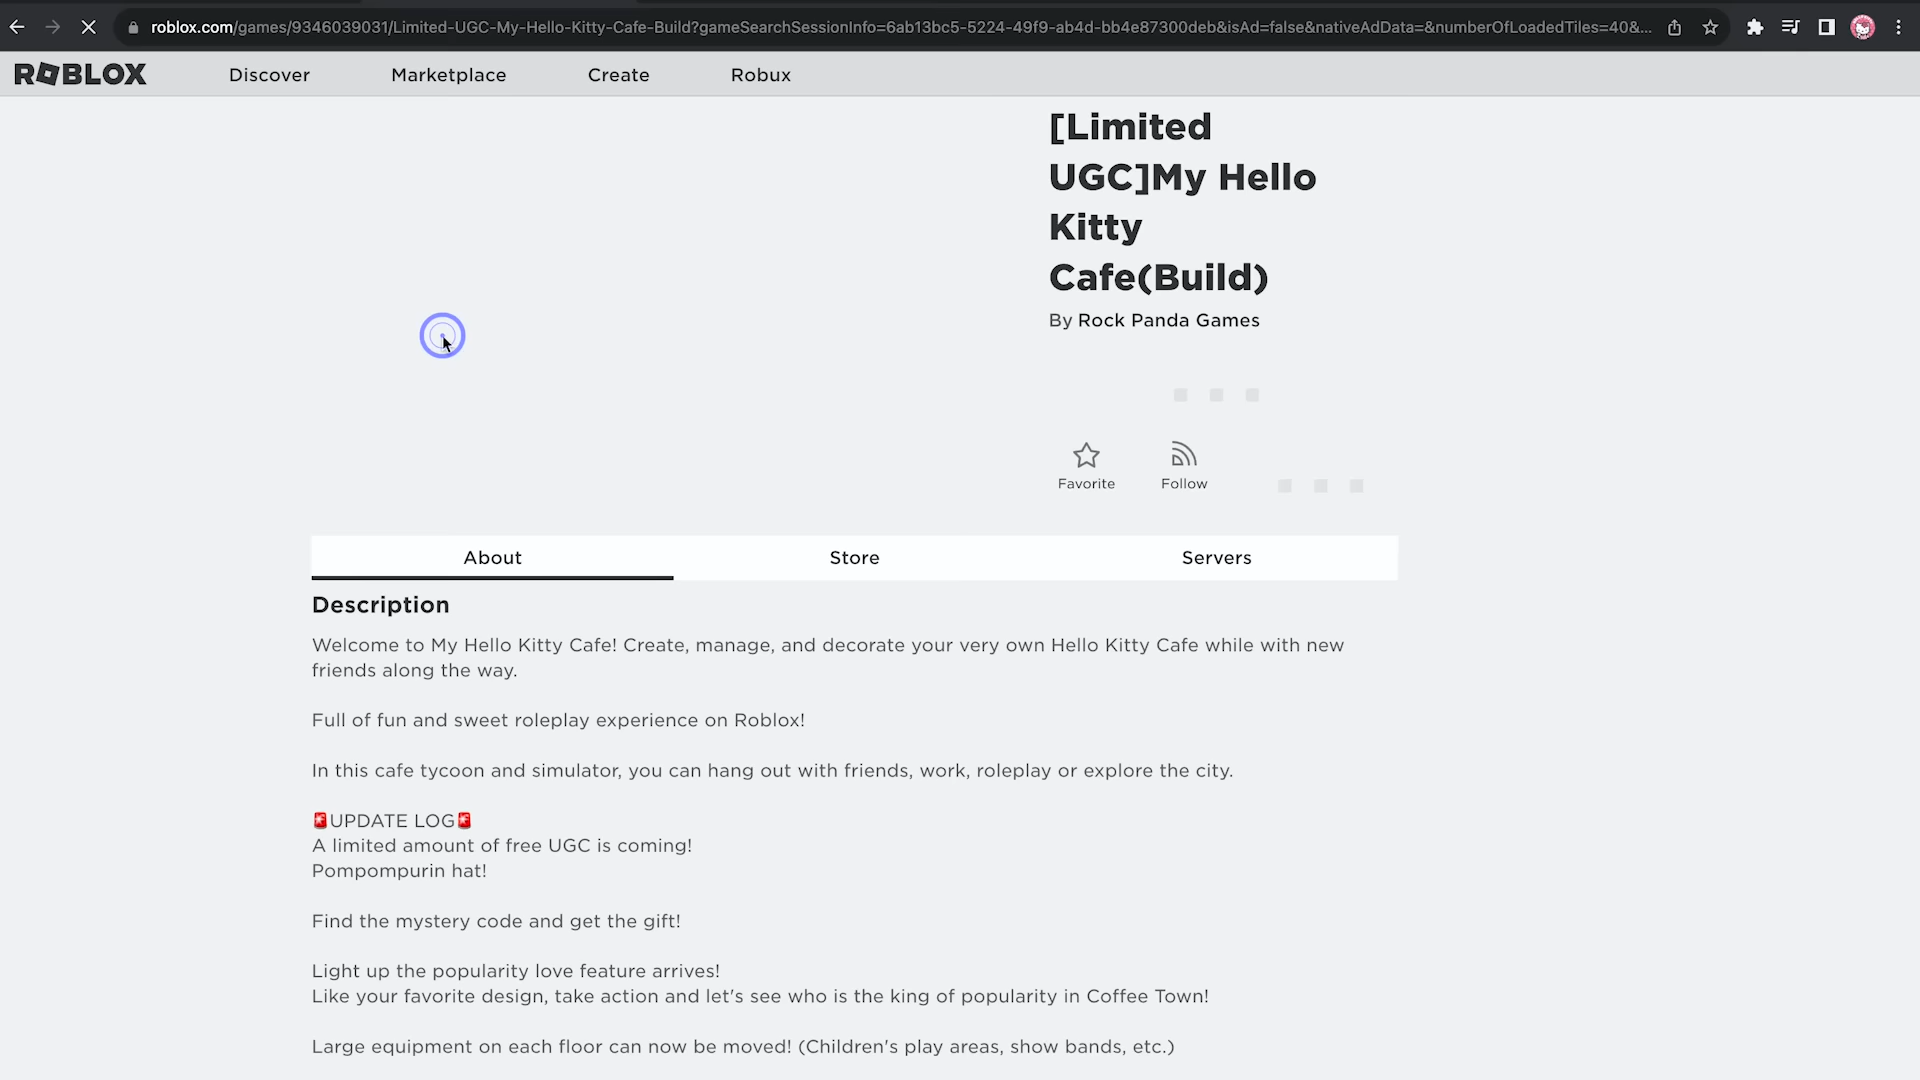 roblox.com/games/9346039031/Limited-UGC-My-Hello-Kitty-Cafe-Build?gameSearchSessionInfo=6ab13bc5-5224-49f9-ab4d-bb4e87300deb&isAd=false&nativeAdData=&numberOfLoadedTiles=40&...
ROBLOX Discover Marketplace Create Robux
[Limited
UGC]My Hello
Kitty
Cafe(Build)
By Rock Panda Games
Favorite Follow
About Store Servers
Description
Welcome to My Hello Kitty Cafe! Create, manage, and decorate your very own Hello Kitty Cafe while with new
friends along the way.
Full of fun and sweet roleplay experience on Roblox!
In this cafe tycoon and simulator, you can hang out with friends, work, roleplay or explore the city.
🚨UPDATE LOG🚨
A limited amount of free UGC is coming!
Pompompurin hat!
Find the mystery code and get the gift!
Light up the popularity love feature arrives!
Like your favorite design, take action and let's see who is the king of popularity in Coffee Town!
Large equipment on each floor can now be moved! (Children's play areas, show bands, etc.)